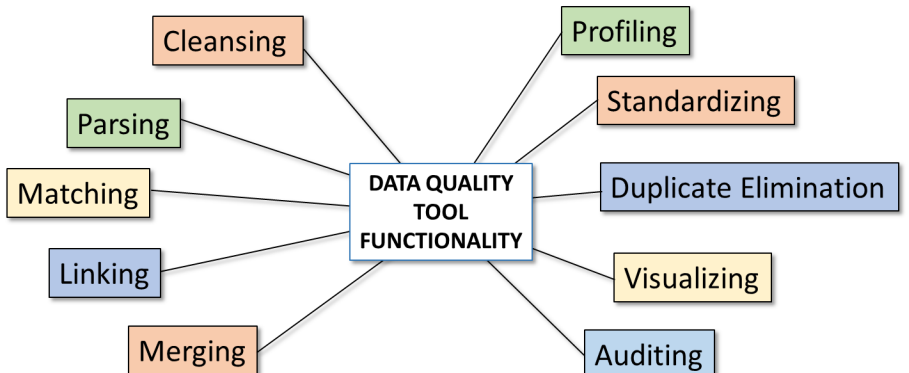 Cleansing
Profiling
Standardizing
Parsing
Matching
DATA QUALITY
TOOL
FUNCTIONALITY
Duplicate Elimination
Linking
Visualizing
Merging
Auditing